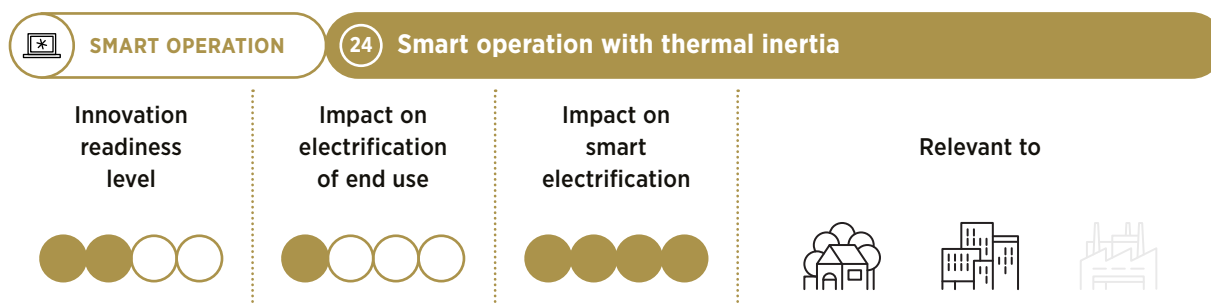 SMART OPERATION
24 Smart operation with thermal inertia
Innovation
readiness
level
Impact on
electrification
of end use
Impact on
smart
electrification
Relevant to